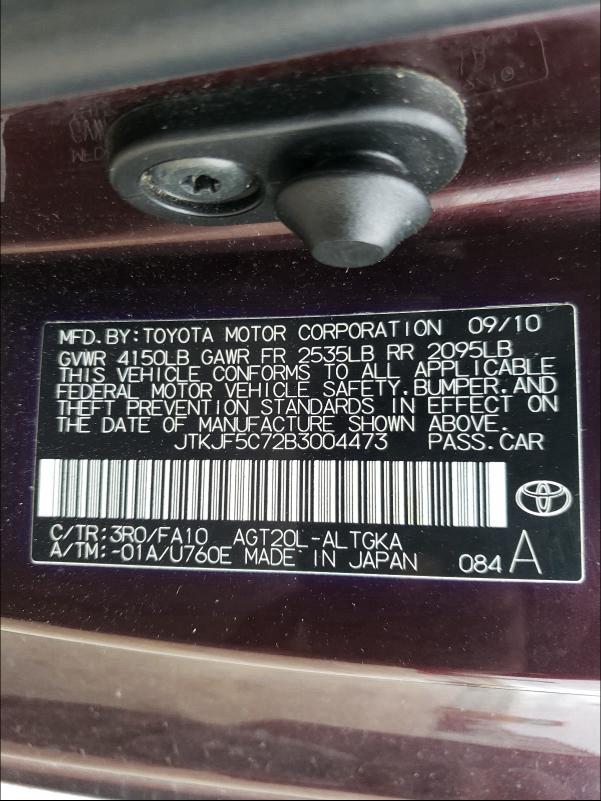 MFD. BY: TOYOTA MOTOR CORPORATION 09/10
GVWR 4150LB GAWR FR 2535LB RR 2095LB
THIS VEHICLE CONFORMS TO ALL APPLICABLE
FEDERAL MOTOR VEHICLE SAFETY, BUMPER, AND
THEFT PREVENTION STANDARDS IN EFFECT ON
THE DATE OF MANUFACTURE SHOWN ABOVE.
JTKJF5C72B3004473 PASS. CAR
C/TR: 3R0/FA10 AGT20L-ALTGKA
A/TM: -01A/U760E MADE IN JAPAN 084 A